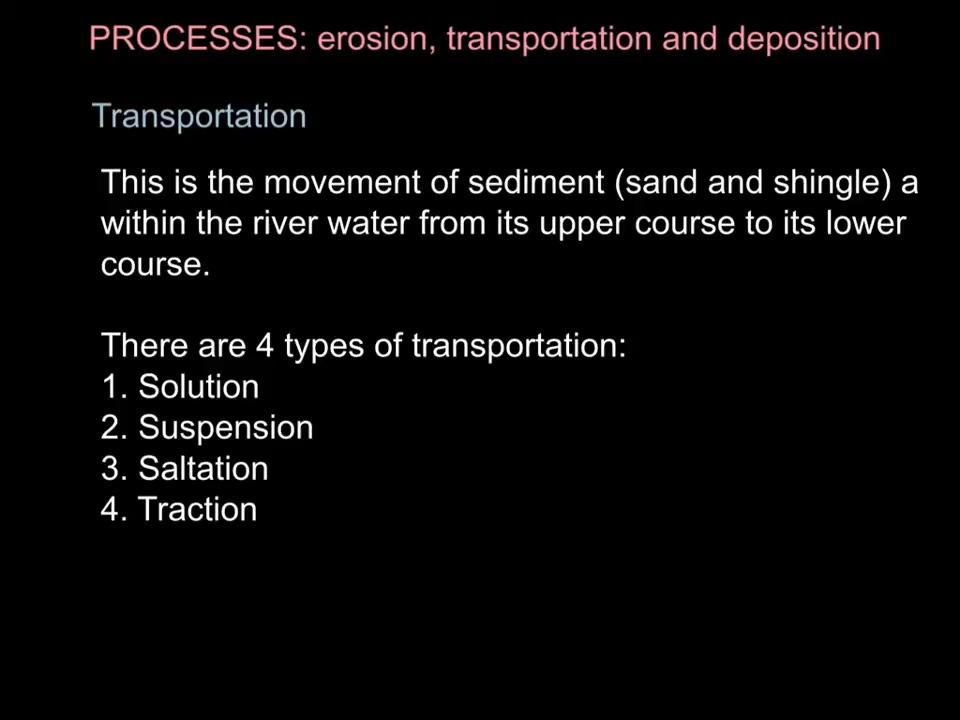 PROCESSES: erosion, transportation and deposition
Transportation
This is the movement of sediment (sand and shingle) a
within the river water from its upper course to its lower
course.
There are 4 types of transportation:
1. Solution
2. Suspension
3. Saltation
4. Traction